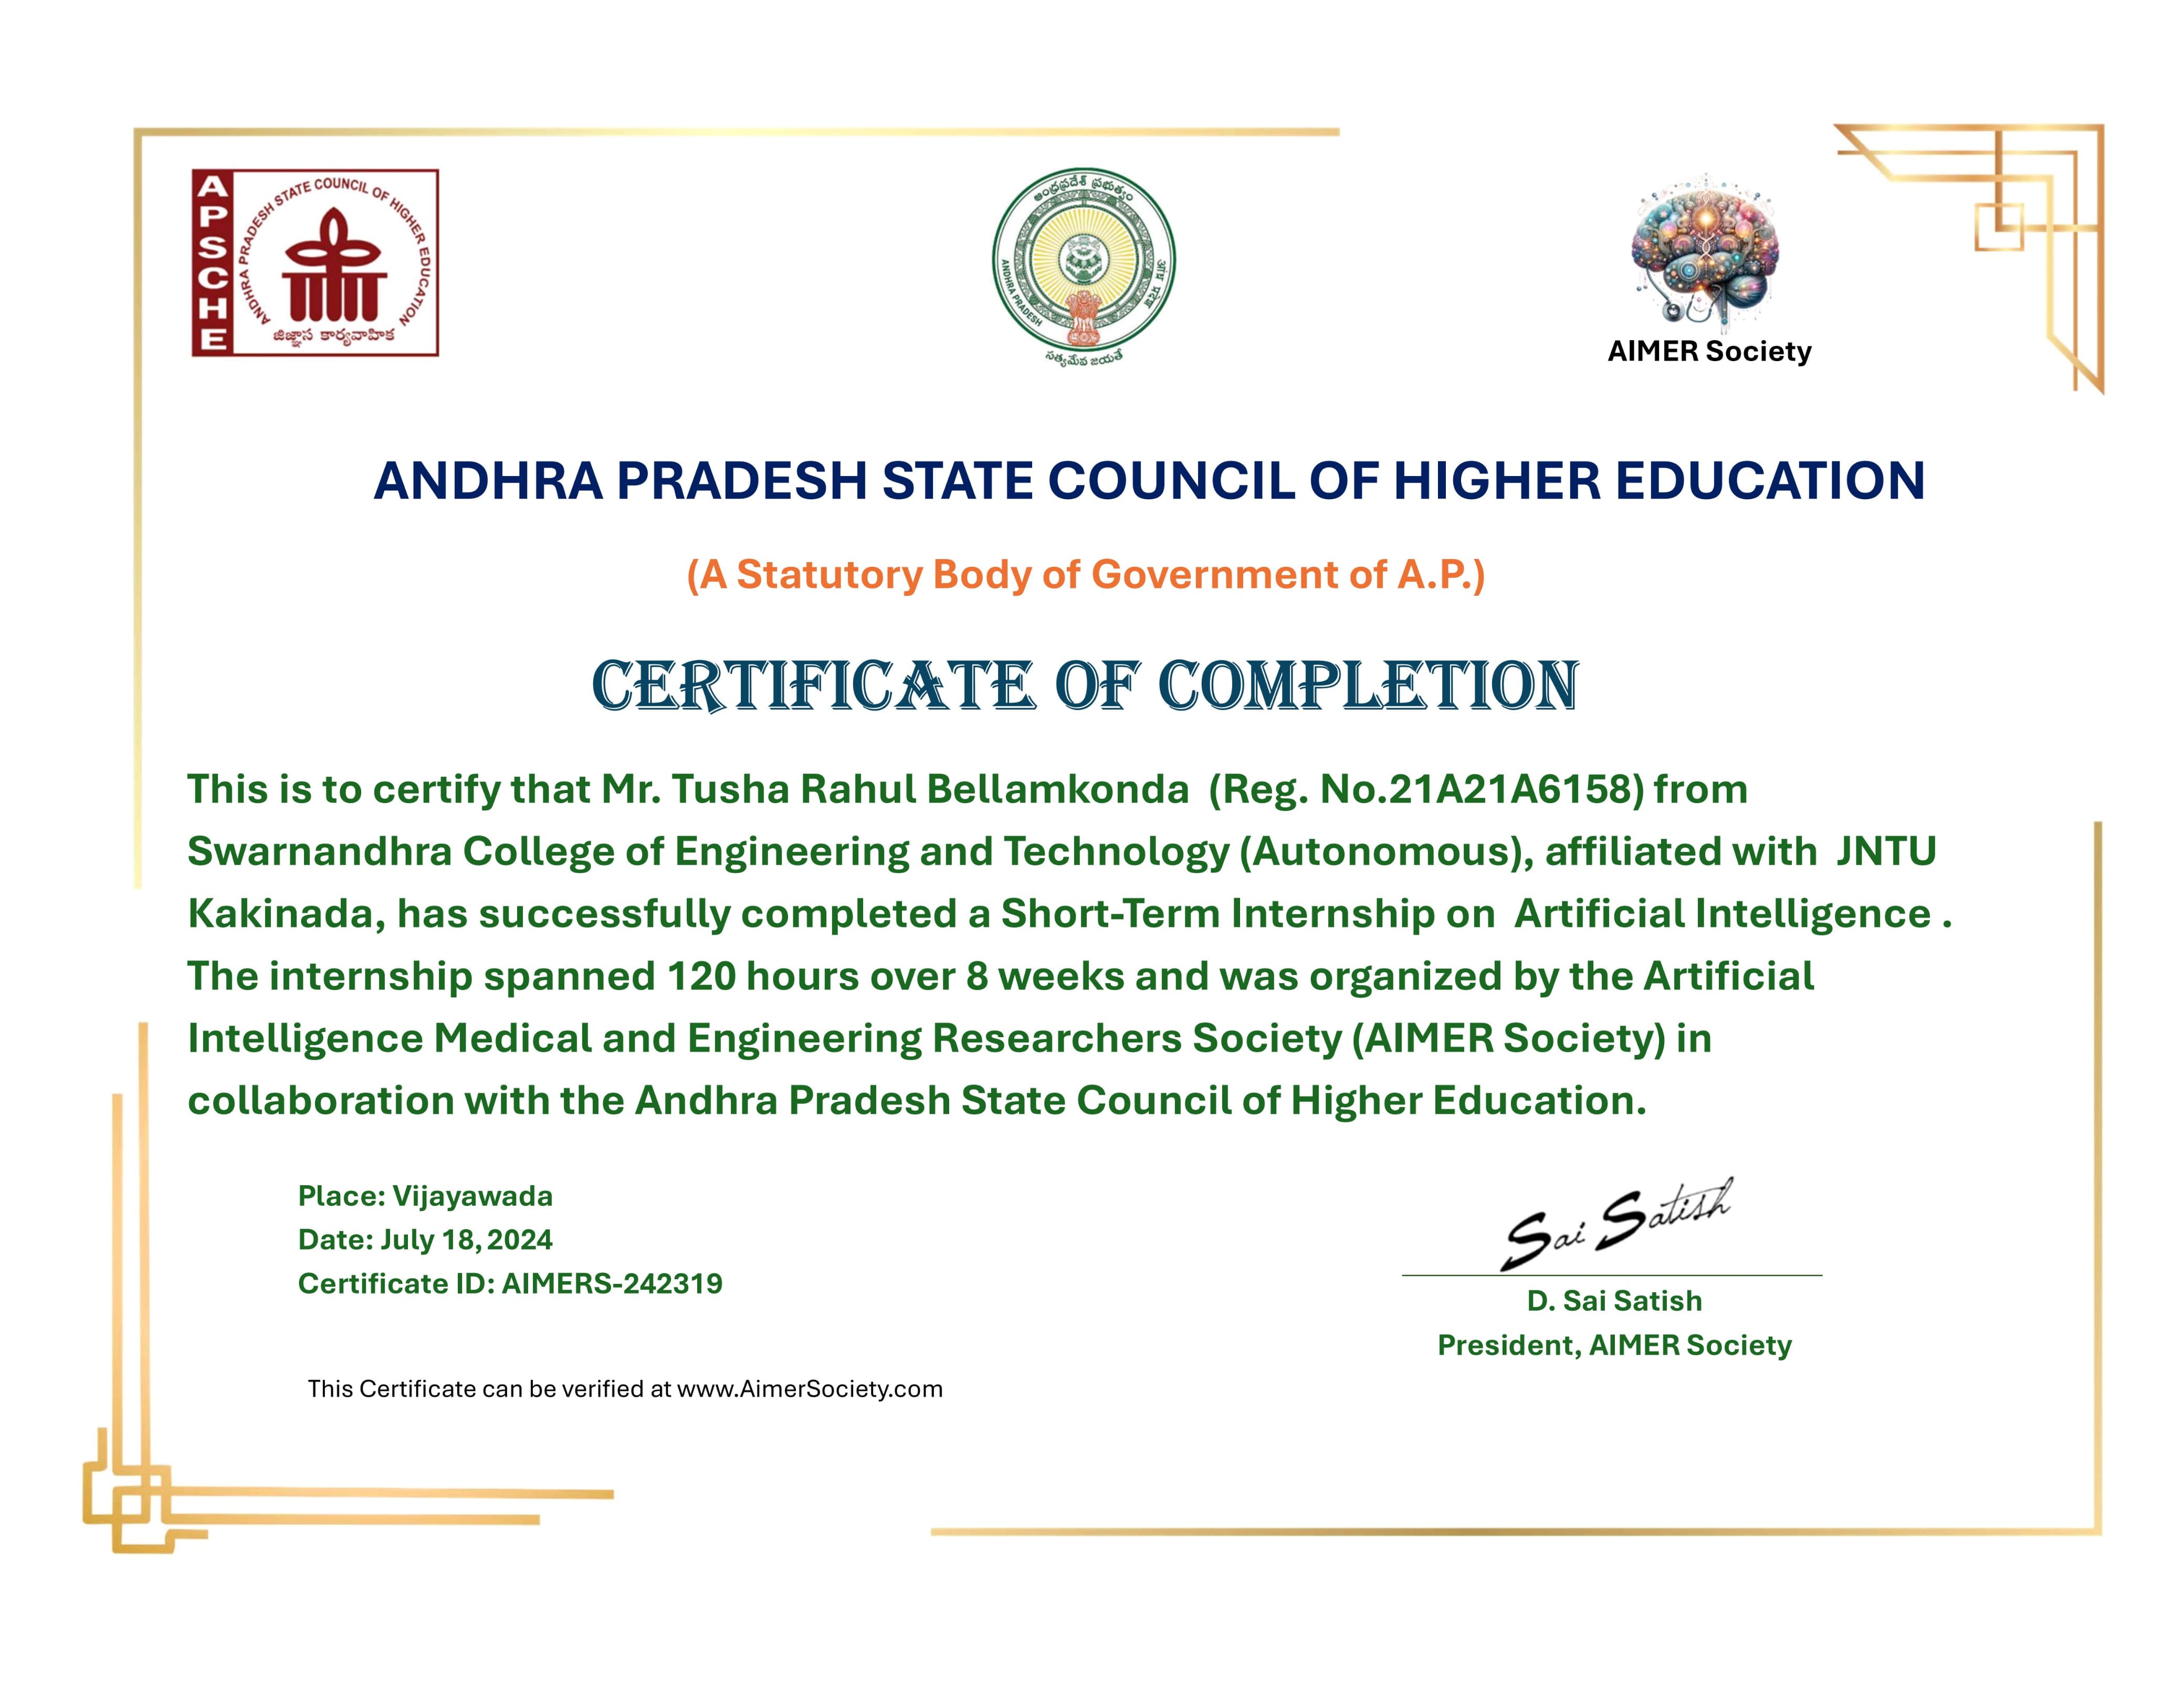 APSCHE
ANDHRA PRADESH STATE COUNCIL OF HIGHER EDUCATION
జిజ్ఞాస కార్యవాహిక
ఆంధ్రప్రదేశ్ ప్రభుత్వం
ANDHRA PRADESH
సత్యమేవ జయతే
AIMER Society
ANDHRA PRADESH STATE COUNCIL OF HIGHER EDUCATION
(A Statutory Body of Government of A.P.)
CERTIFICATE OF COMPLETION
This is to certify that Mr. Tusha Rahul Bellamkonda (Reg. No.21A21A6158) from
Swarnandhra College of Engineering and Technology (Autonomous), affiliated with JNTU
Kakinada, has successfully completed a Short-Term Internship on Artificial Intelligence .
The internship spanned 120 hours over 8 weeks and was organized by the Artificial
Intelligence Medical and Engineering Researchers Society (AIMER Society) in
collaboration with the Andhra Pradesh State Council of Higher Education.
Place: Vijayawada
Date: July 18, 2024
Certificate ID: AIMERS-242319
Sai Satish
D. Sai Satish
President, AIMER Society
This Certificate can be verified at www.AimerSociety.com